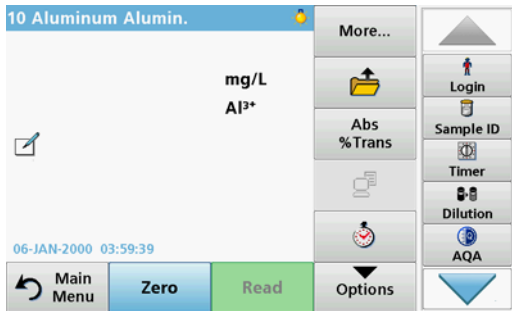 10 Aluminum Alumin.
mg/L
Al³⁺
06-JAN-2000 03:59:39
Main
Menu
Zero
Read
More...
Abs
%Trans
Options
Login
Sample ID
Timer
Dilution
AQA